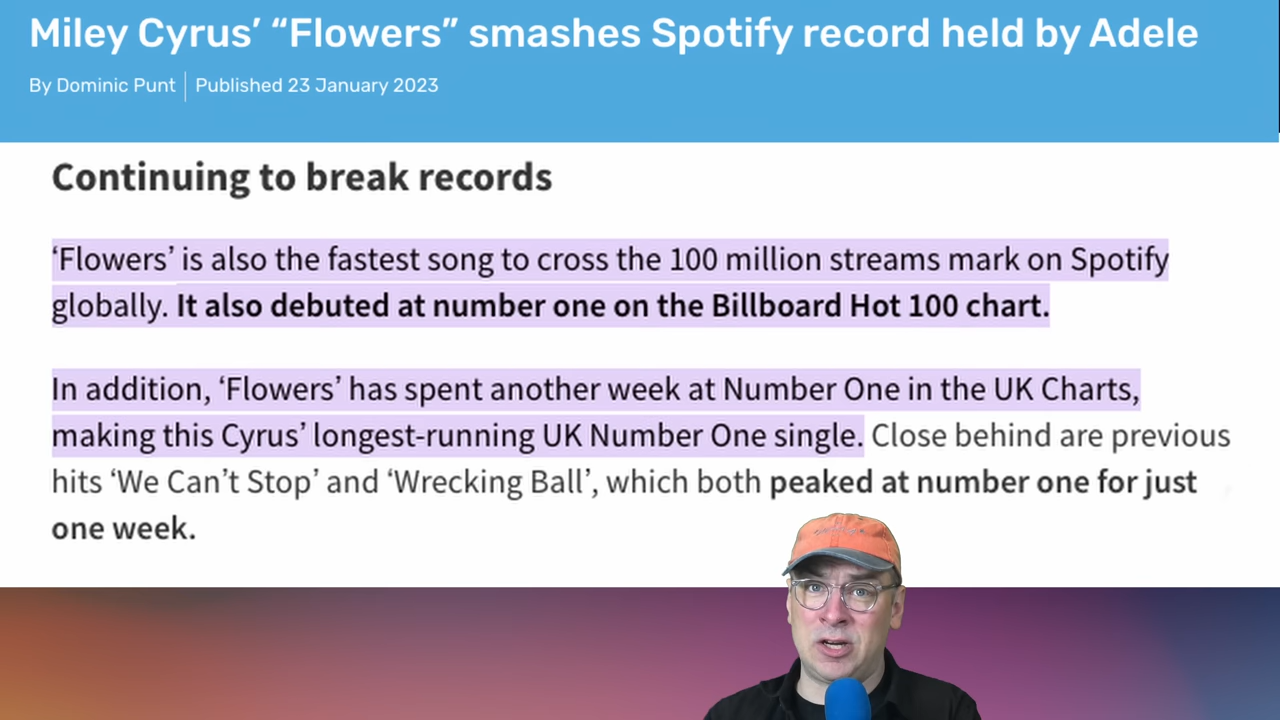 Miley Cyrus’ “Flowers” smashes Spotify record held by Adele
By Dominic Punt | Published 23 January 2023
Continuing to break records
‘Flowers’ is also the fastest song to cross the 100 million streams mark on Spotify
globally. It also debuted at number one on the Billboard Hot 100 chart.
In addition, ‘Flowers’ has spent another week at Number One in the UK Charts,
making this Cyrus’ longest-running UK Number One single. Close behind are previous
hits ‘We Can’t Stop’ and ‘Wrecking Ball’, which both peaked at number one for just
one week.